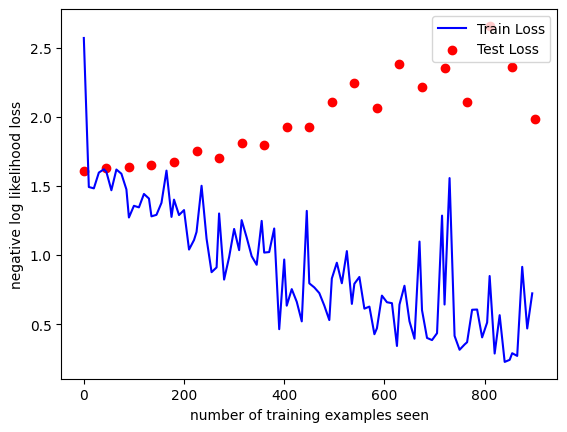 Train Loss
Test Loss
2.5
2.0
1.5
1.0
0.5
negative log likelihood loss
0
200
400
600
800
number of training examples seen